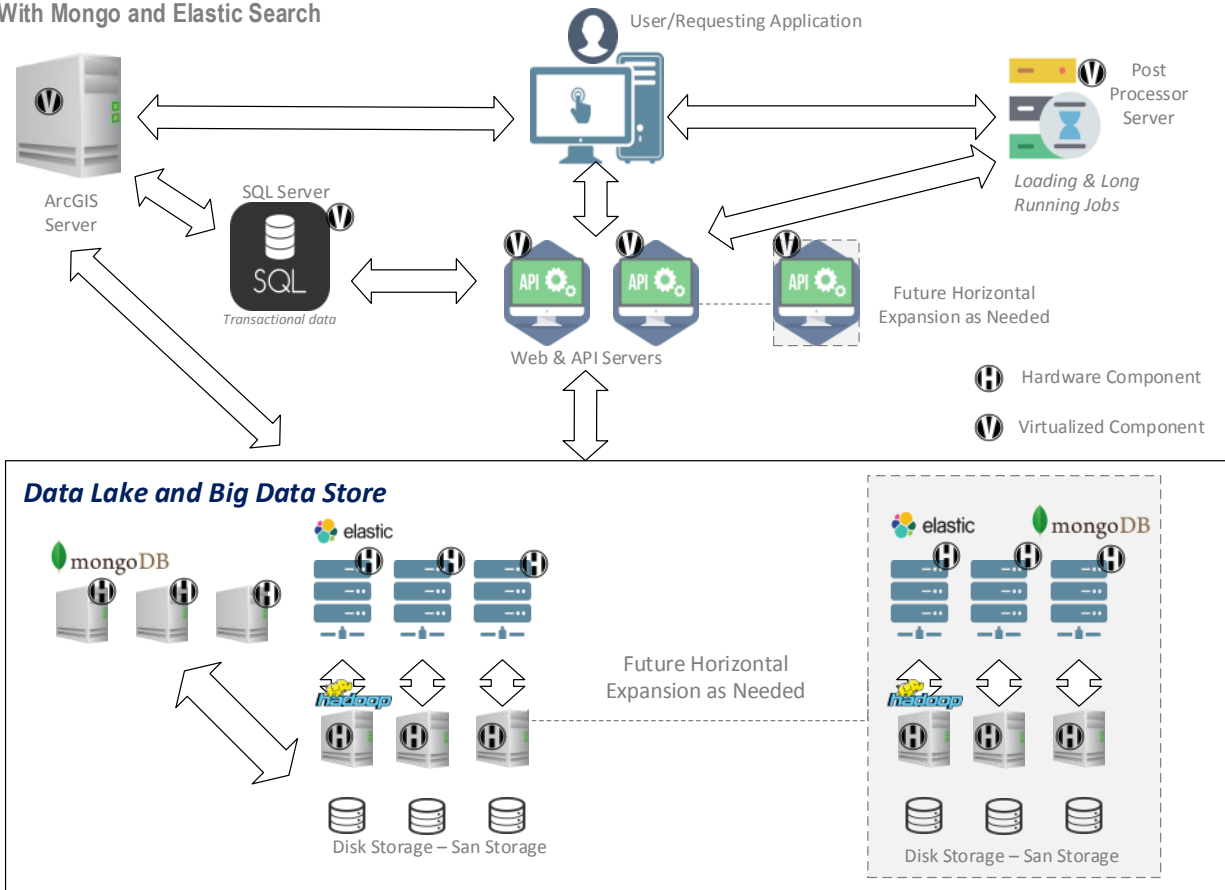 With Mongo and Elastic Search
User/Requesting Application
V
V
Post
Processor
Server
Loading & Long
Running Jobs
ArcGIS
Server
SQL Server
V
SQL
Transactional data
V
V
V
API
API
API
Future Horizontal
Expansion as Needed
Web & API Servers
H Hardware Component
V Virtualized Component
Data Lake and Big Data Store
elastic
mongoDB
H
H
H
H
H
H
hadoop
H
H
H
Disk Storage – San Storage
Future Horizontal
Expansion as Needed
elastic
mongoDB
H
H
H
hadoop
H
H
H
Disk Storage – San Storage